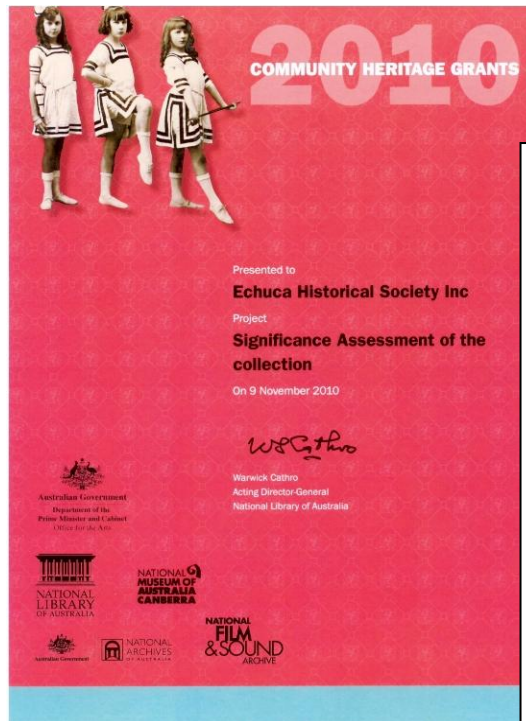 2010
COMMUNITY HERITAGE GRANTS
Presented to
Echuca Historical Society Inc
Project
Significance Assessment of the
collection
On 9 November 2010
WSCathro
Warwick Cathro
Acting Director-General
National Library of Australia
Australian Government
Department of the
Prime Minister and Cabinet
Office for the Arts
NATIONAL
LIBRARY
OF AUSTRALIA
NATIONAL
MUSEUM OF
AUSTRALIA
CANBERRA
Australian Government
NATIONAL
ARCHIVES
OF AUSTRALIA
NATIONAL
FILM
& SOUND
ARCHIVE